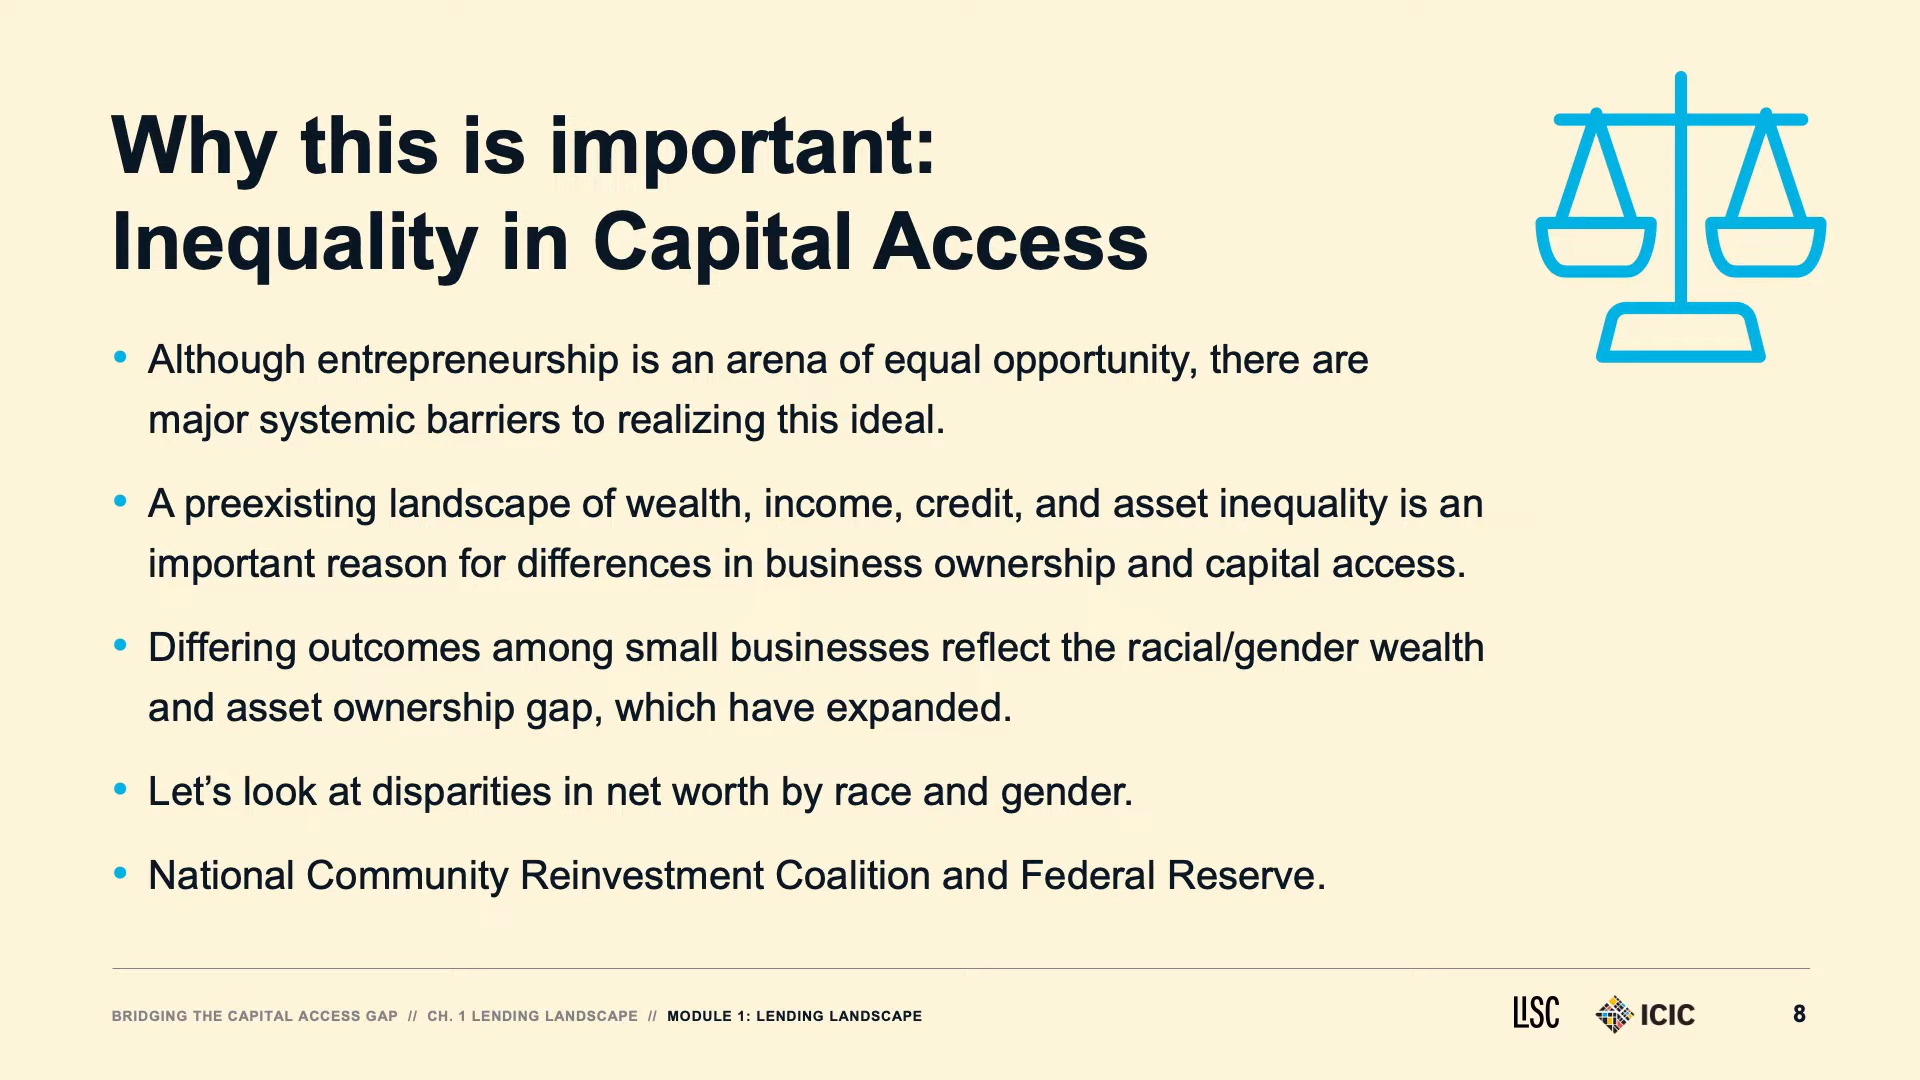 Why this is important:
Inequality in Capital Access
• Although entrepreneurship is an arena of equal opportunity, there are
major systemic barriers to realizing this ideal.
• A preexisting landscape of wealth, income, credit, and asset inequality is an
important reason for differences in business ownership and capital access.
• Differing outcomes among small businesses reflect the racial/gender wealth
and asset ownership gap, which have expanded.
• Let’s look at disparities in net worth by race and gender.
• National Community Reinvestment Coalition and Federal Reserve.
BRIDGING THE CAPITAL ACCESS GAP // CH. 1 LENDING LANDSCAPE // MODULE 1: LENDING LANDSCAPE
LISC ICIC 8